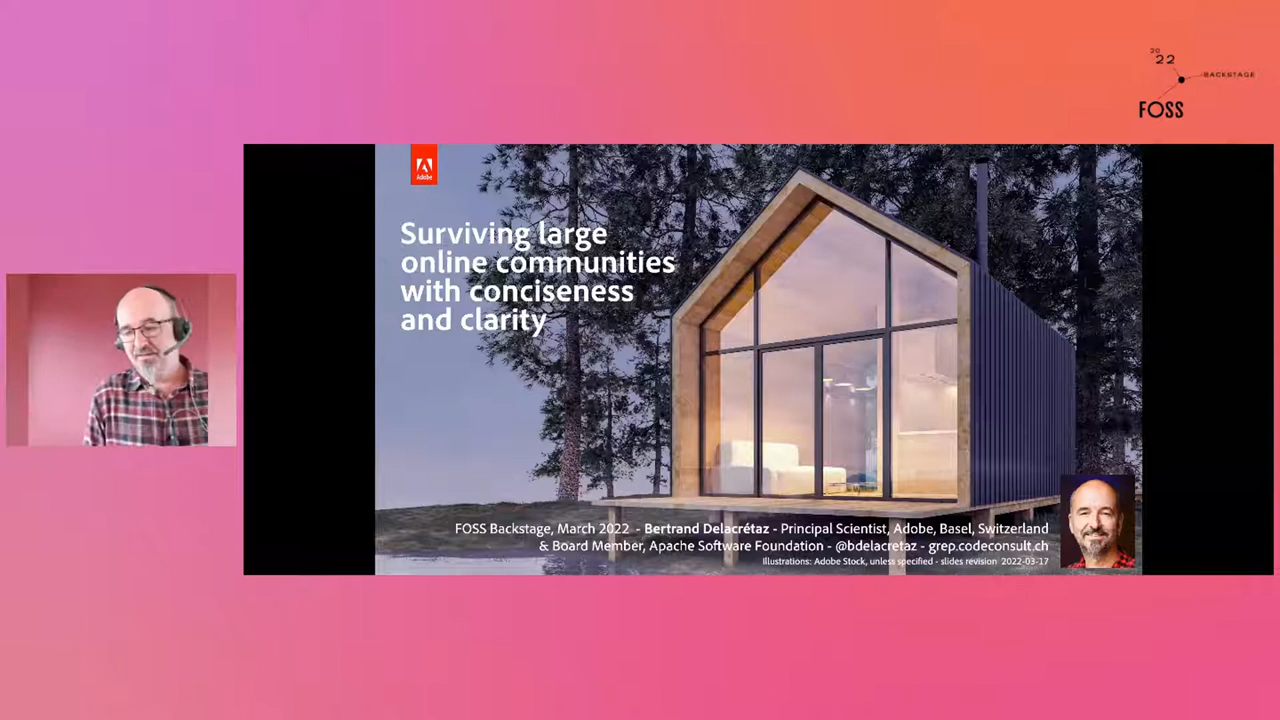 20
22
BACKSTAGE
FOSS
Adobe
Surviving large
online communities
with conciseness
and clarity
FOSS Backstage, March 2022 - Bertrand Delacrétaz - Principal Scientist, Adobe, Basel, Switzerland
& Board Member, Apache Software Foundation - @bdelacretaz - grep.codeconsult.ch
Illustrations: Adobe Stock, unless specified - slides revision 2022-03-17